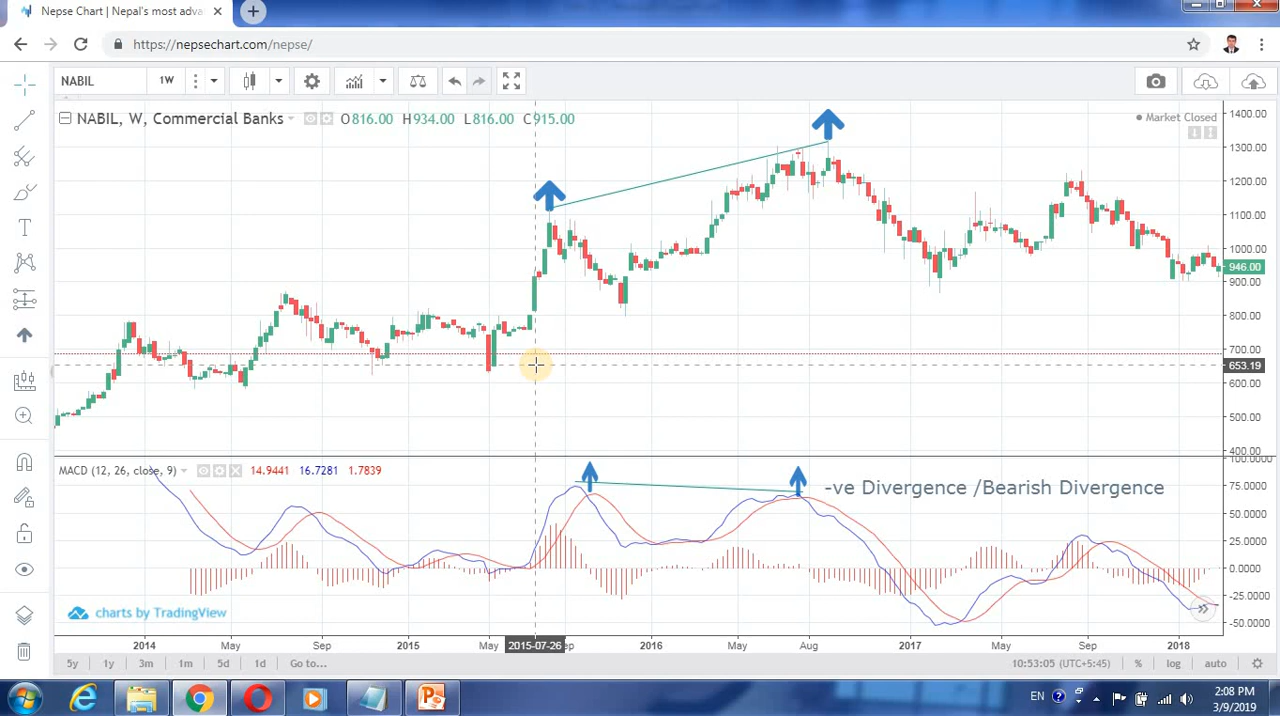 Nepse Chart | Nepal's most adva
https://nepsechart.com/nepse/
NABIL 1W
NABIL, W, Commercial Banks O816.00 H934.00 L816.00 C915.00
Market Closed
1400.00
1300.00
1200.00
1100.00
1000.00
946.00
900.00
800.00
700.00
653.19
600.00
500.00
400.00
100.0000
MACD (12, 26, close, 9) 14.9441 16.7281 1.7839
75.0000
-ve Divergence /Bearish Divergence
50.0000
25.0000
0.0000
-25.0000
-50.0000
charts by TradingView
2014 May Sep 2015 May 2015-07-26 2016 May Aug 2017 May Sep 2018
5y 1y 3m 1m 5d 1d Go to... 10:53:05 (UTC+5:45) % log auto
EN 2:08 PM
3/9/2019